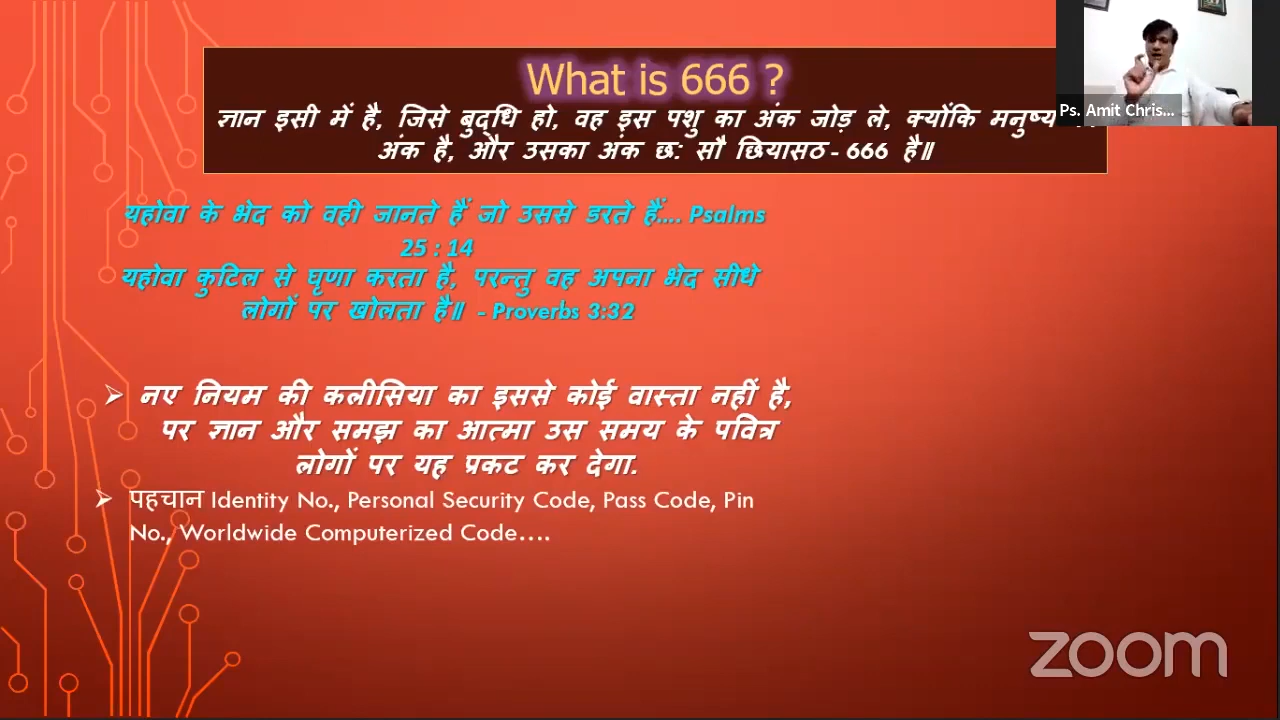 What is 666 ?
ज्ञान इसी में है, जिसे बुद्धि हो, वह इस पशु का अंक जोड़ ले, क्योंकि मनुष्य
अंक है, और उसका अंक छ: सौ छियासठ - 666 है॥
Ps. Amit Chris...
यहोवा के भेद को वही जानते हैं जो उससे डरते हैं.... Psalms
25 : 14
यहोवा कुटिल से घृणा करता है, परन्तु वह अपना भेद सीधे
लोगों पर खोलता है॥ - Proverbs 3:32
नए नियम की कलीसिया का इससे कोई वास्ता नहीं है,
पर ज्ञान और समझ का आत्मा उस समय के पवित्र
लोगों पर यह प्रकट कर देगा.
पहचान Identity No., Personal Security Code, Pass Code, Pin
No., Worldwide Computerized Code....
zoom